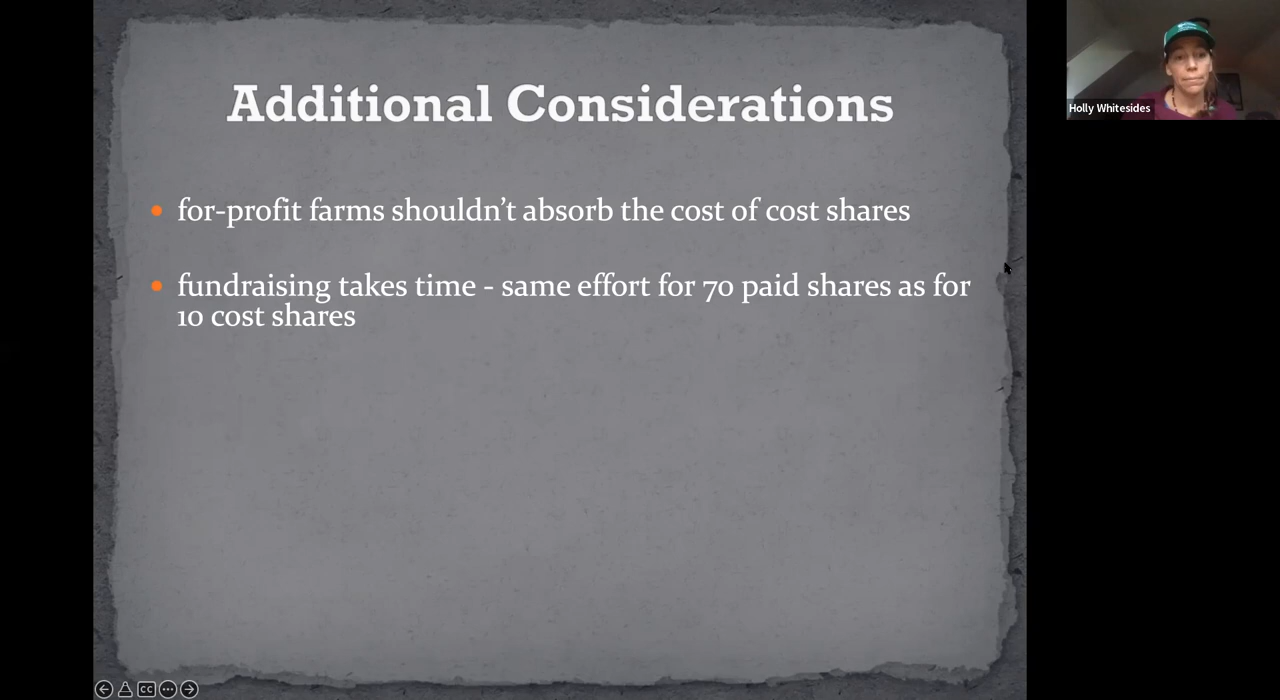 Additional Considerations
Holly Whitesides
• for-profit farms shouldn’t absorb the cost of cost shares
• fundraising takes time - same effort for 70 paid shares as for
10 cost shares
CC